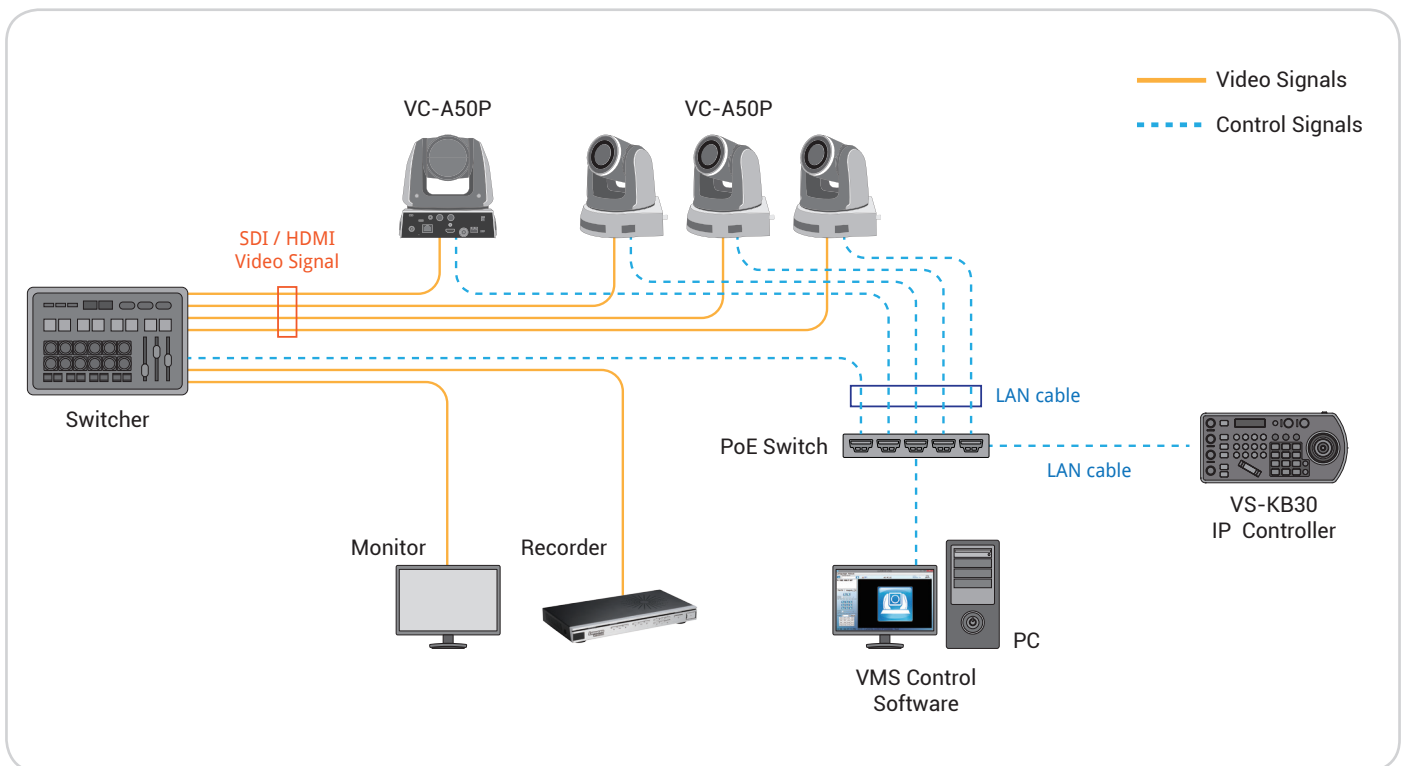 Video Signals
Control Signals
VC-A50P
VC-A50P
SDI / HDMI
Video Signal
Switcher
LAN cable
PoE Switch
LAN cable
VS-KB30
IP Controller
Monitor
Recorder
PC
VMS Control
Software